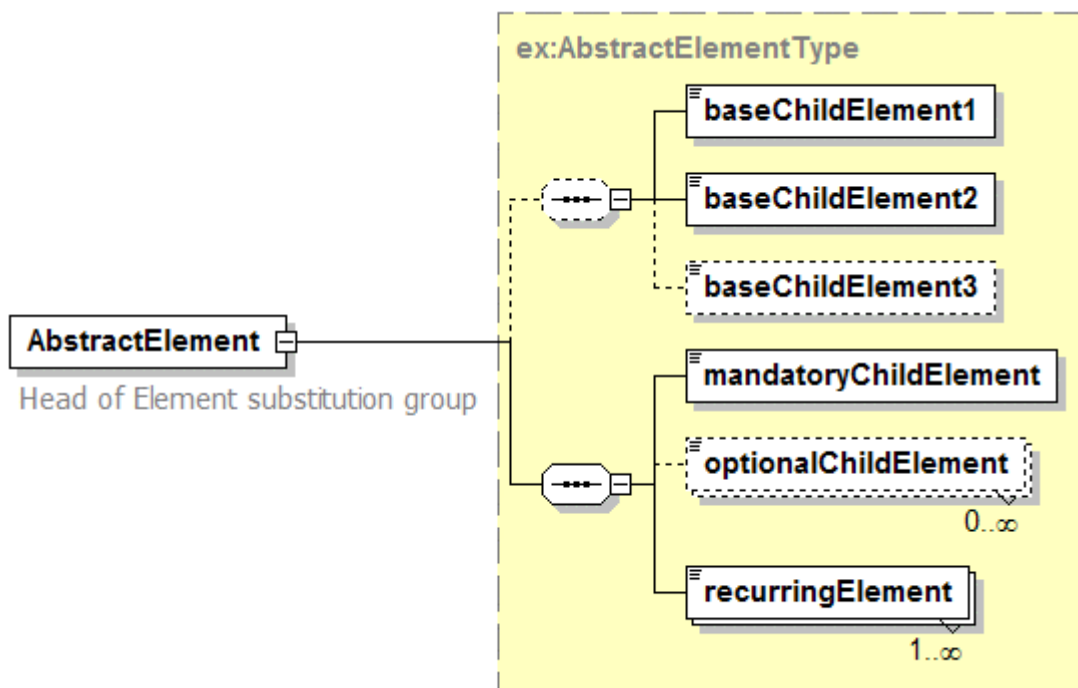 ex:AbstractElementType
baseChildElement1
baseChildElement2
baseChildElement3
AbstractElement
Head of Element substitution group
mandatoryChildElement
optionalChildElement
0..∞
recurringElement
1..∞